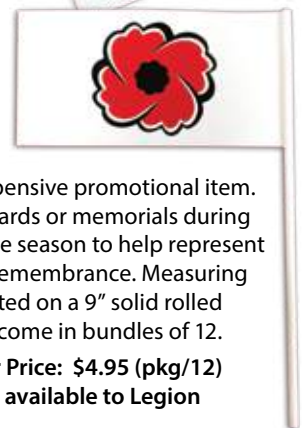 pensive promotional item.
ards or memorials during
e season to help represent
emembrance. Measuring
ted on a 9” solid rolled
come in bundles of 12.
Price: $4.95 (pkg/12)
available to Legion